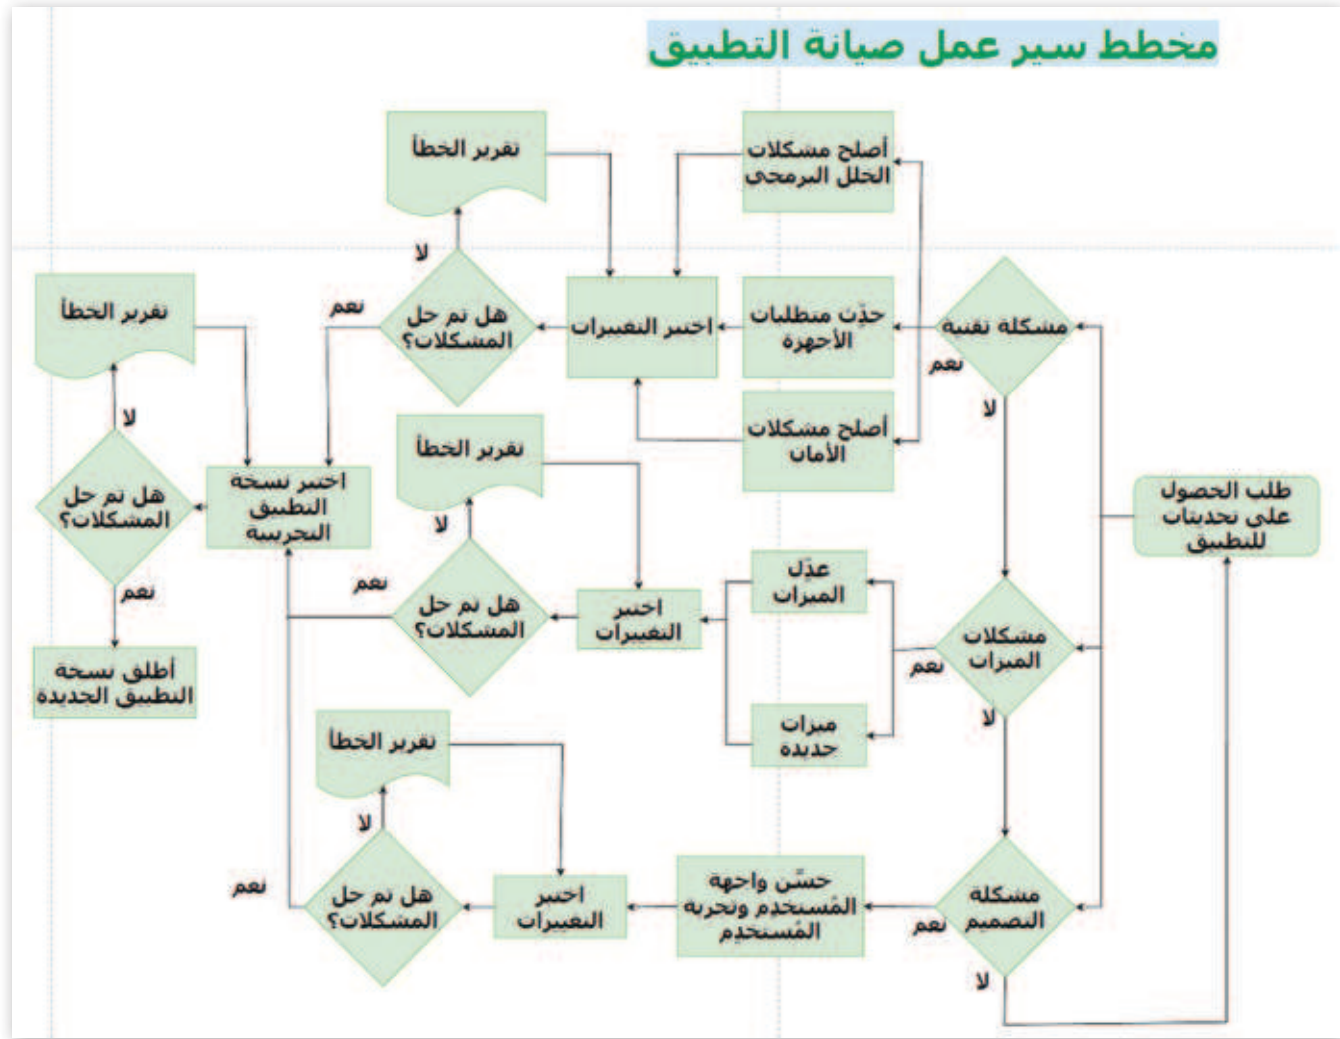 مخطط سير عمل صيانة التطبيق
طلب الحصول
على تحديثات
للتطبيق
مشكلة تقنية
نعم
لا
أصلح مشكلات
الخلل البرمجي
حدِّث متطلبات
الأجهزة
أصلح مشكلات
الأمان
اختبر التغييرات
هل تم حل
المشكلات؟
لا
تقرير الخطأ
نعم
مشكلات
الميزات
نعم
لا
عدِّل
الميزات
ميزات
جديدة
اختبر
التغييرات
هل تم حل
المشكلات؟
لا
تقرير الخطأ
نعم
مشكلة
التصميم
نعم
لا
حسِّن واجهة
المُستخدِم وتجربة
المُستخدِم
اختبر
التغييرات
هل تم حل
المشكلات؟
لا
تقرير الخطأ
نعم
اختبر نسخة
التطبيق
التجريبية
هل تم حل
المشكلات؟
لا
تقرير الخطأ
نعم
أطلق نسخة
التطبيق الجديدة